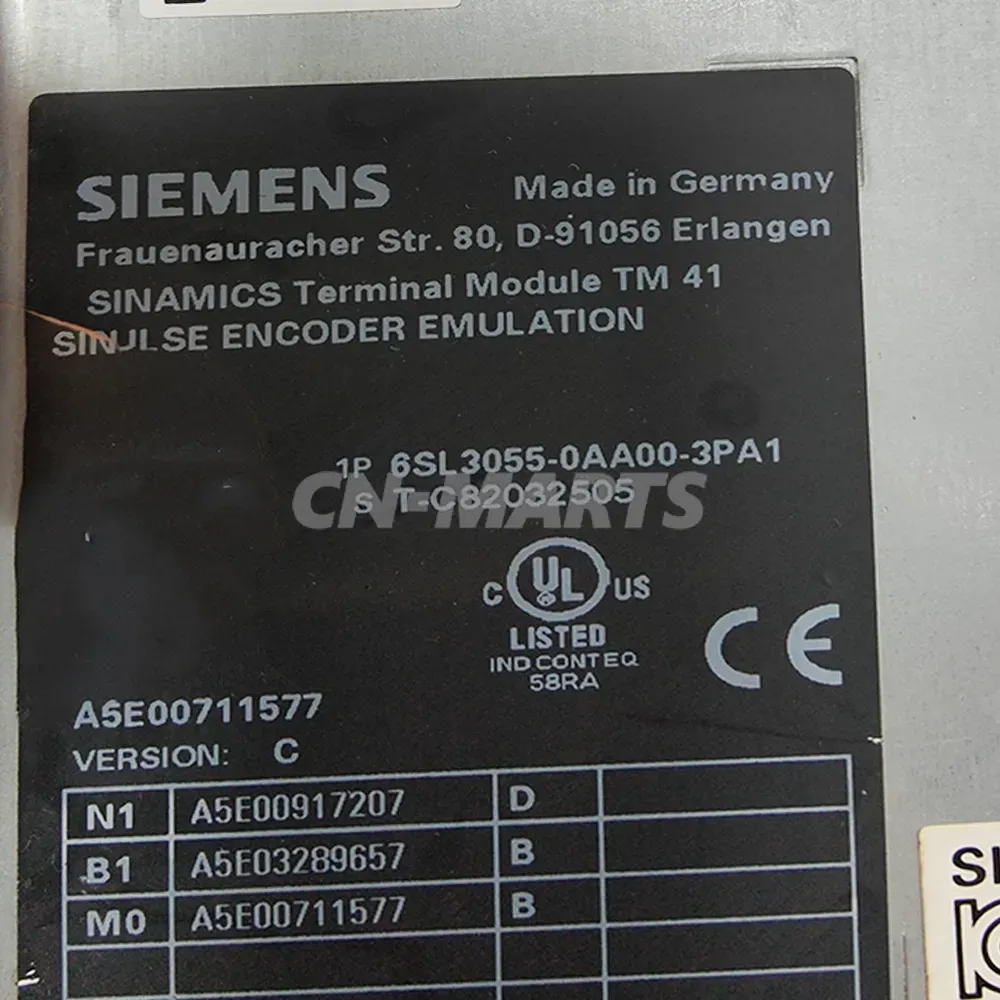 SIEMENS Made in Germany
Frauenauracher Str. 80, D-91056 Erlangen
SINAMICS Terminal Module TM 41
SINJLSE ENCODER EMULATION
1P 6SL3055-0AA00-3PA1
S T-C82032505
CN-MARTS
C UL US
LISTED
IND CONT EQ
58RA
CE
A5E00711577
VERSION: C
N1 A5E00917207 D
B1 A5E03289657 B
M0 A5E00711577 B